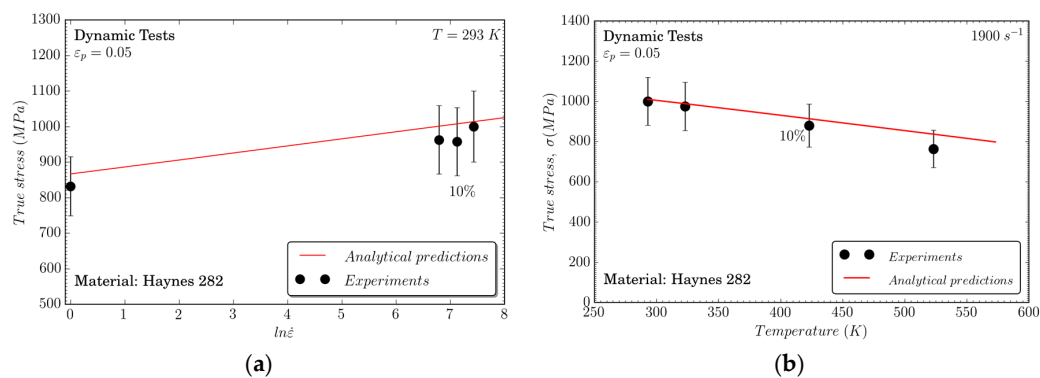 1300
1200
1100
1000
900
800
700
600
500
True stress (MPa)
Dynamic Tests
εp = 0.05
T = 293 K
10%
Analytical predictions
Experiments
Material: Haynes 282
0 1 2 3 4 5 6 7 8
lnε̇
(a)
1400
1200
1000
800
600
400
200
0
True stress, σ(MPa)
Dynamic Tests
εp = 0.05
1900 s⁻¹
10%
Experiments
Analytical predictions
Material: Haynes 282
250 300 350 400 450 500 550 600
Temperature (K)
(b)